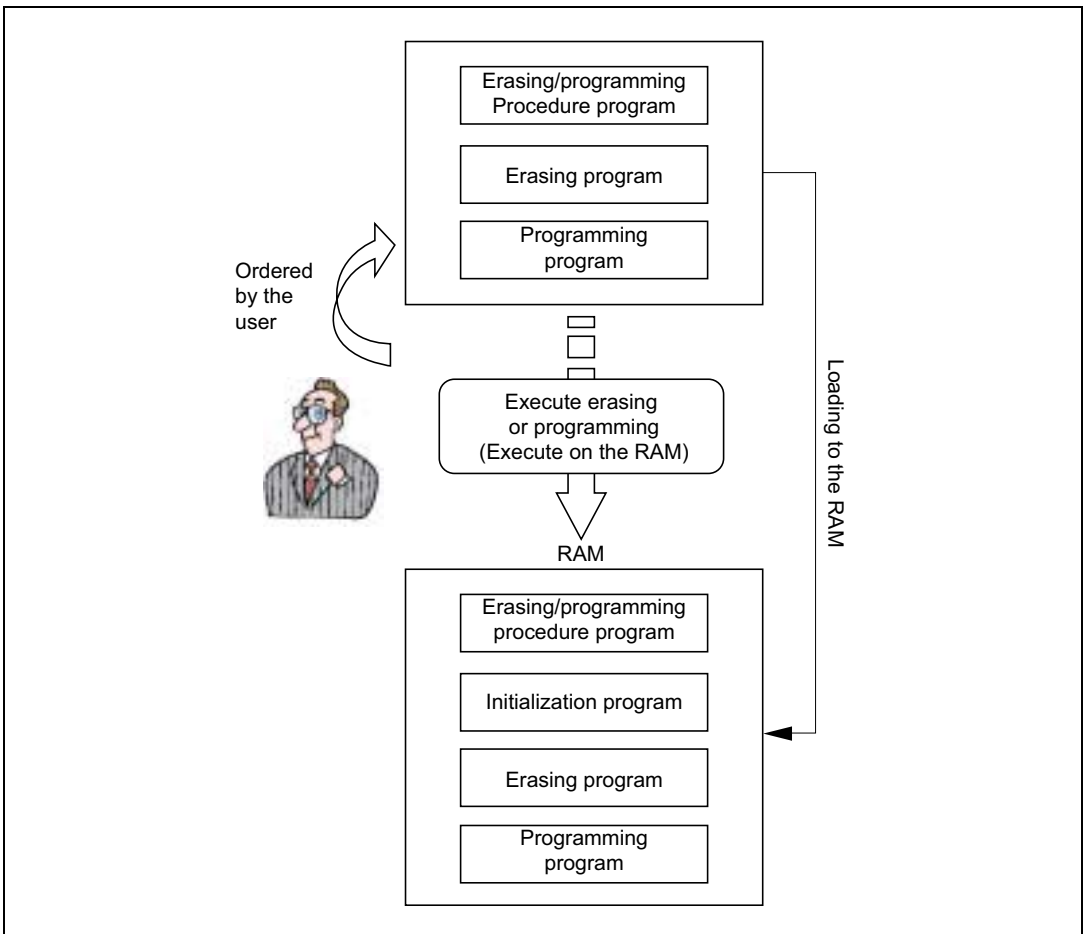 Erasing/programming
Procedure program
Erasing program
Programming
program
Ordered
by the
user
Execute erasing
or programming
(Execute on the RAM)
Loading to the RAM
RAM
Erasing/programming
procedure program
Initialization program
Erasing program
Programming
program